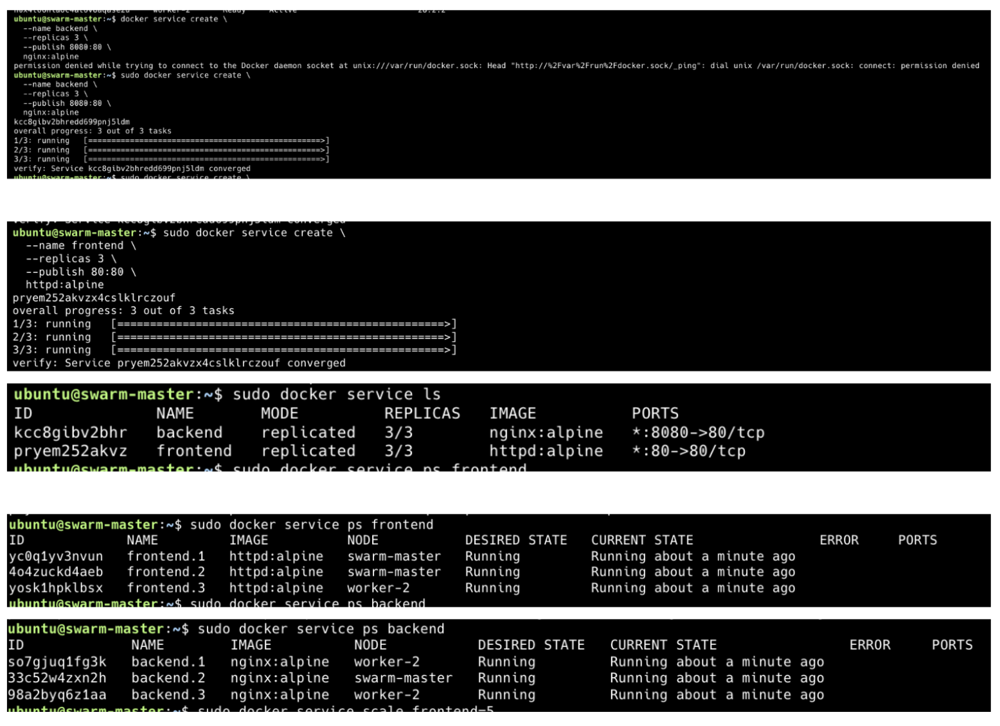 worker-2 Ready Active
ubuntu@swarm-master:~$ docker service create \
--name backend \
--replicas 3 \
--publish 8080:80 \
nginx:alpine
permission denied while trying to connect to the Docker daemon socket at unix:///var/run/docker.sock: Head "http://%2Fvar%2Frun%2Fdocker.sock/_ping": dial unix /var/run/docker.sock: connect: permission denied
ubuntu@swarm-master:~$ sudo docker service create \
--name backend \
--replicas 3 \
--publish 8080:80 \
nginx:alpine
kcc8gibv2bhredd699pnj5ldm
overall progress: 3 out of 3 tasks
1/3: running [==================================================>]
2/3: running [==================================================>]
3/3: running [==================================================>]
verify: Service kcc8gibv2bhredd699pnj5ldm converged
ubuntu@swarm-master:~$ sudo docker service create \
verify: Service kcc8gibv2bhredd699pnj5ldm converged
ubuntu@swarm-master:~$ sudo docker service create \
--name frontend \
--replicas 3 \
--publish 80:80 \
httpd:alpine
pryem252akvzx4cslklrczouf
overall progress: 3 out of 3 tasks
1/3: running [==================================================>]
2/3: running [==================================================>]
3/3: running [==================================================>]
verify: Service pryem252akvzx4cslklrczouf converged
ubuntu@swarm-master:~$ sudo docker service ls
ID NAME MODE REPLICAS IMAGE PORTS
kcc8gibv2bhr backend replicated 3/3 nginx:alpine *:8080->80/tcp
pryem252akvz frontend replicated 3/3 httpd:alpine *:80->80/tcp
ubuntu@swarm-master:~$ sudo docker service ps frontend
ubuntu@swarm-master:~$ sudo docker service ps frontend
ID NAME IMAGE NODE DESIRED STATE CURRENT STATE ERROR PORTS
yc0q1yv3nvun frontend.1 httpd:alpine swarm-master Running Running about a minute ago
4o4zuckd4aeb frontend.2 httpd:alpine swarm-master Running Running about a minute ago
yosk1hpklbsx frontend.3 httpd:alpine worker-2 Running Running about a minute ago
ubuntu@swarm-master:~$ sudo docker service ps backend
ubuntu@swarm-master:~$ sudo docker service ps backend
ID NAME IMAGE NODE DESIRED STATE CURRENT STATE ERROR PORTS
so7gjuq1fg3k backend.1 nginx:alpine worker-2 Running Running about a minute ago
33c52w4zxn2h backend.2 nginx:alpine swarm-master Running Running about a minute ago
98a2byq6z1aa backend.3 nginx:alpine worker-2 Running Running about a minute ago
ubuntu@swarm-master:~$ sudo docker service scale frontend=5